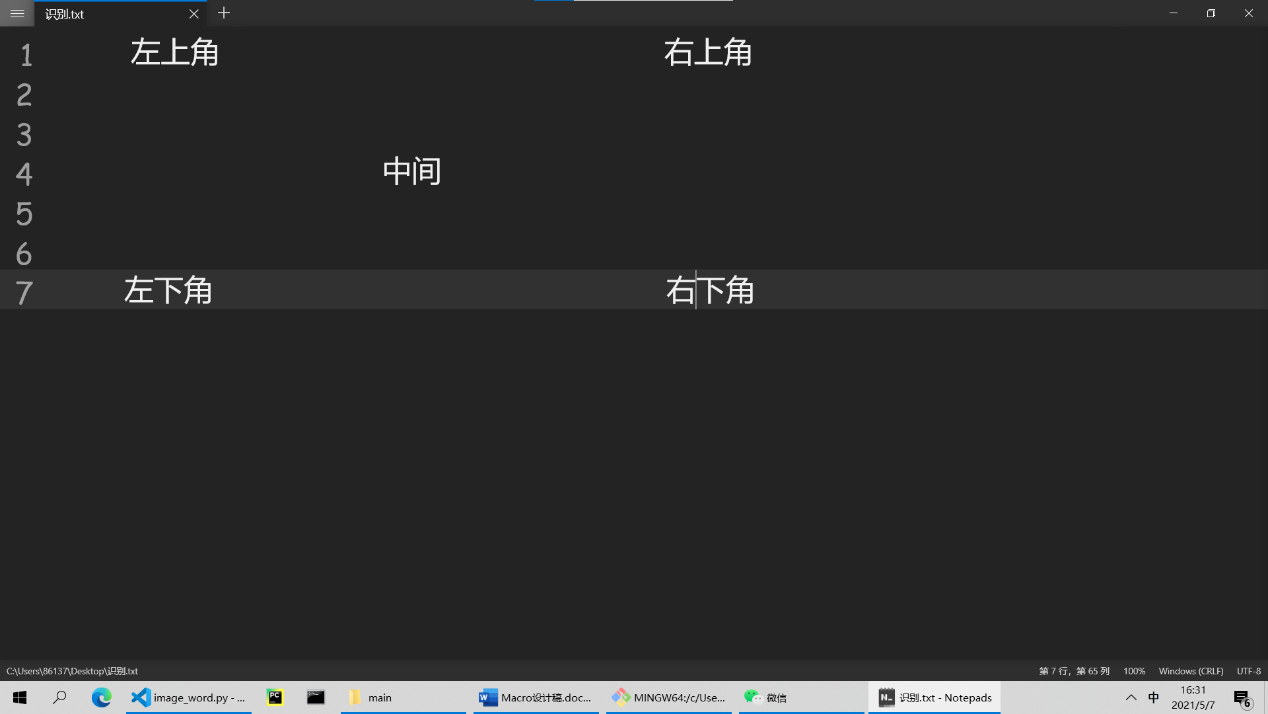 识别.txt
1 左上角 右上角
2
3
4 中间
5
6
7 左下角 右下角
C:\Users\86137\Desktop\识别.txt 第 7 行，第 65 列 100% Windows (CRLF) UTF-8
image_word.py - ... PC main Macro设计稿.doc... MINGW64:/c/Use... 微信 N... 识别.txt - Notepads 中 16:31
2021/5/7 6